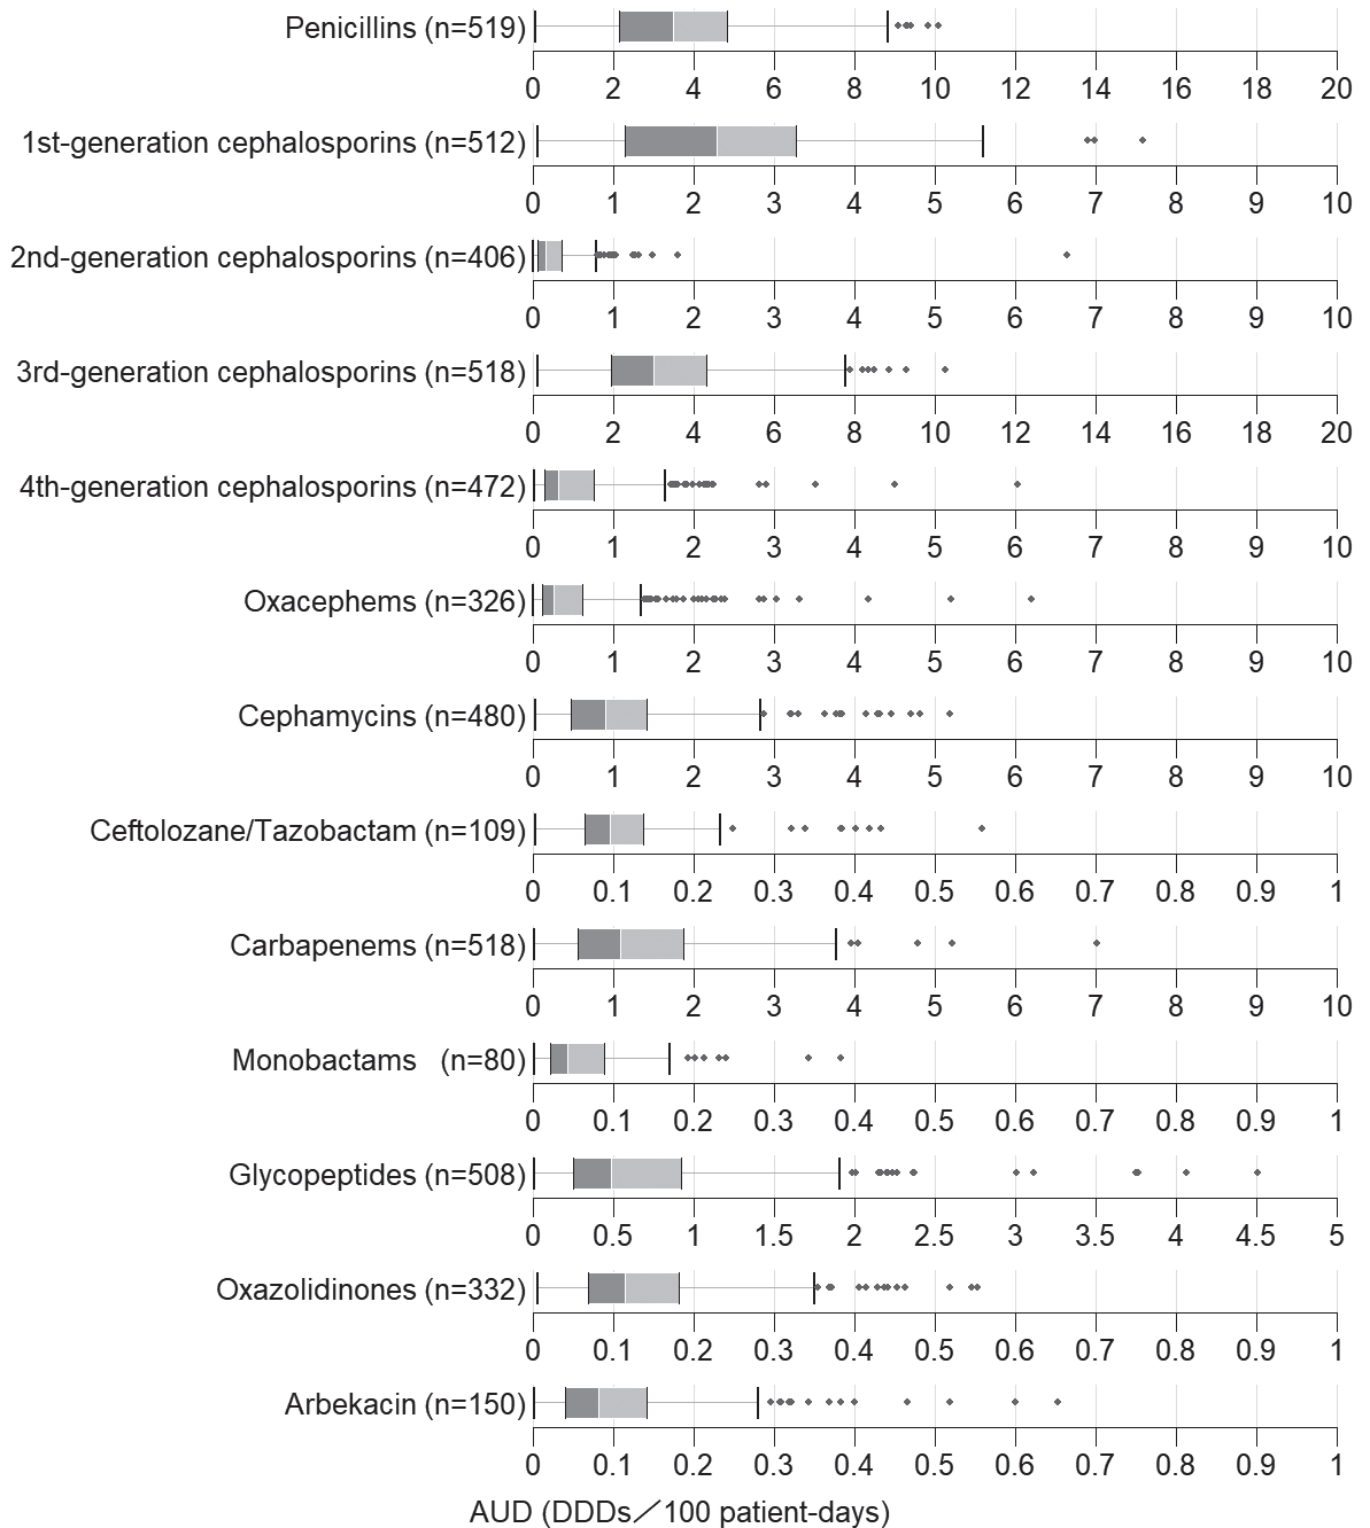 Penicillins (n=519)
0 2 4 6 8 10 12 14 16 18 20
1st-generation cephalosporins (n=512)
0 1 2 3 4 5 6 7 8 9 10
2nd-generation cephalosporins (n=406)
0 1 2 3 4 5 6 7 8 9 10
3rd-generation cephalosporins (n=518)
0 2 4 6 8 10 12 14 16 18 20
4th-generation cephalosporins (n=472)
0 1 2 3 4 5 6 7 8 9 10
Oxacephems (n=326)
0 1 2 3 4 5 6 7 8 9 10
Cephamycins (n=480)
0 1 2 3 4 5 6 7 8 9 10
Ceftolozane/Tazobactam (n=109)
0 0.1 0.2 0.3 0.4 0.5 0.6 0.7 0.8 0.9 1
Carbapenems (n=518)
0 1 2 3 4 5 6 7 8 9 10
Monobactams (n=80)
0 0.1 0.2 0.3 0.4 0.5 0.6 0.7 0.8 0.9 1
Glycopeptides (n=508)
0 0.5 1 1.5 2 2.5 3 3.5 4 4.5 5
Oxazolidinones (n=332)
0 0.1 0.2 0.3 0.4 0.5 0.6 0.7 0.8 0.9 1
Arbekacin (n=150)
0 0.1 0.2 0.3 0.4 0.5 0.6 0.7 0.8 0.9 1
AUD (DDDs／100 patient-days)